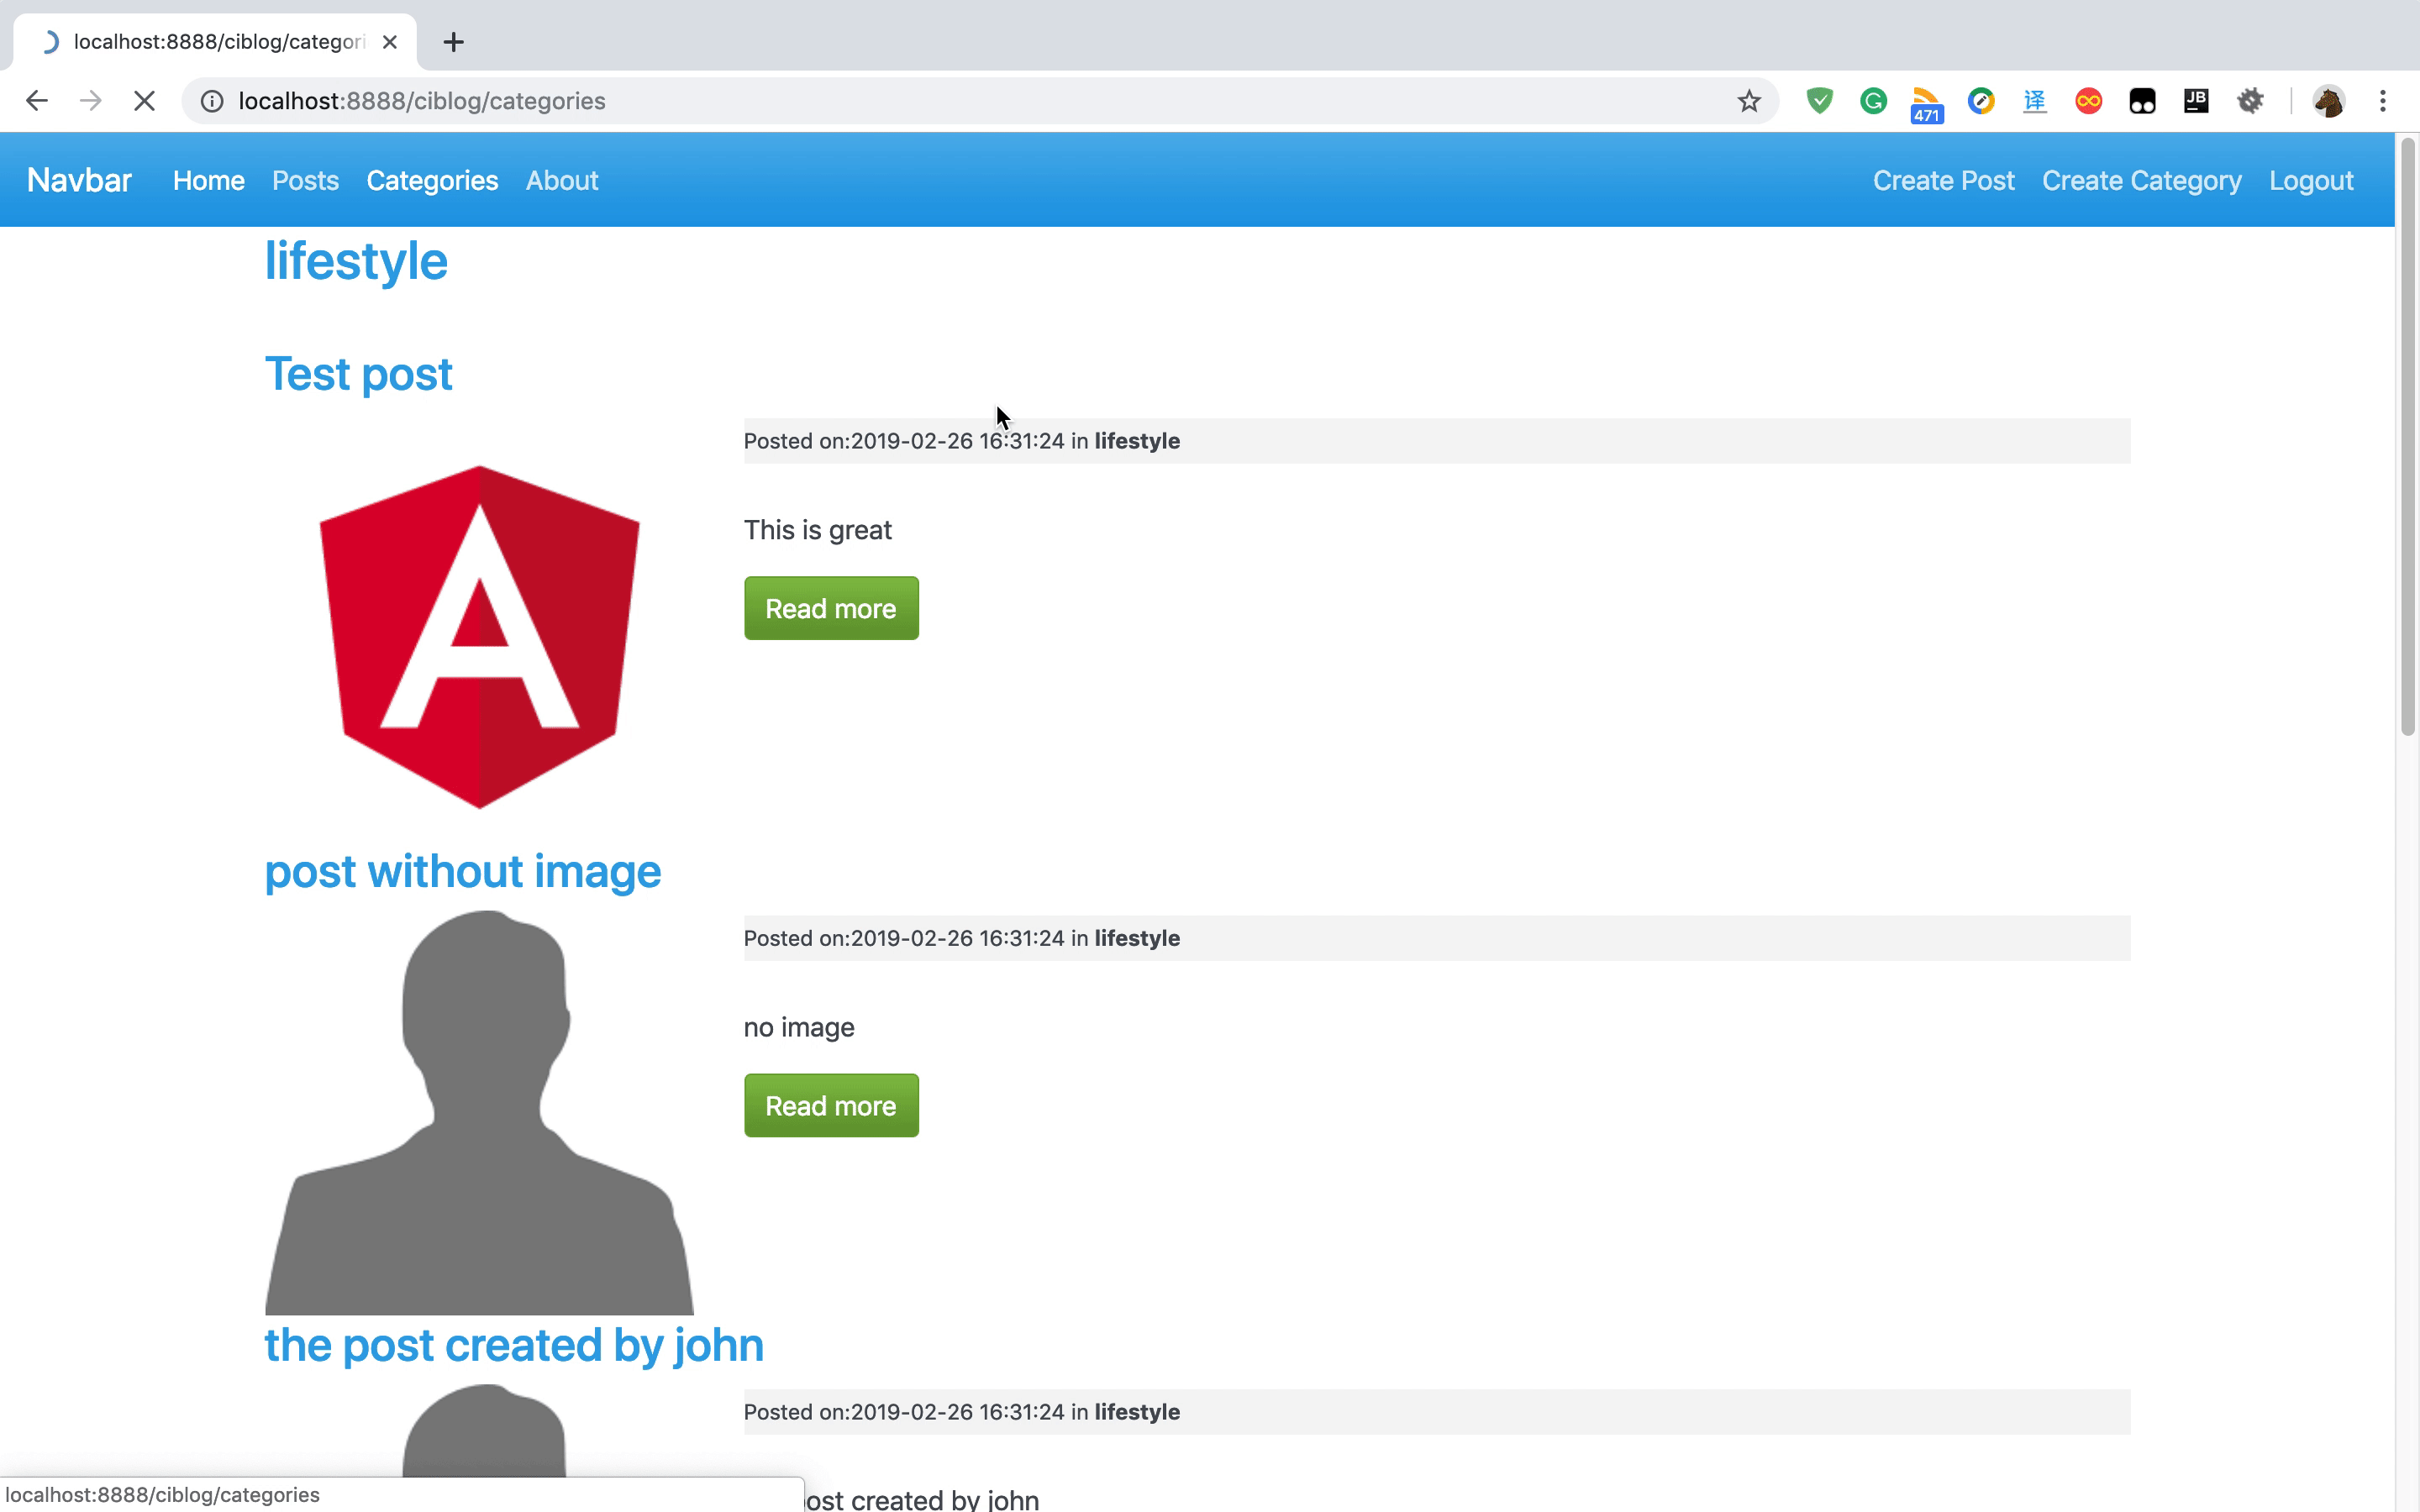 localhost:8888/ciblog/categori
localhost:8888/ciblog/categories
471
译
JB
Navbar Home Posts Categories About Create Post Create Category Logout
lifestyle
Test post
Posted on:2019-02-26 16:31:24 in lifestyle
This is great
Read more
post without image
Posted on:2019-02-26 16:31:24 in lifestyle
no image
Read more
the post created by john
Posted on:2019-02-26 16:31:24 in lifestyle
created by john
localhost:8888/ciblog/categories